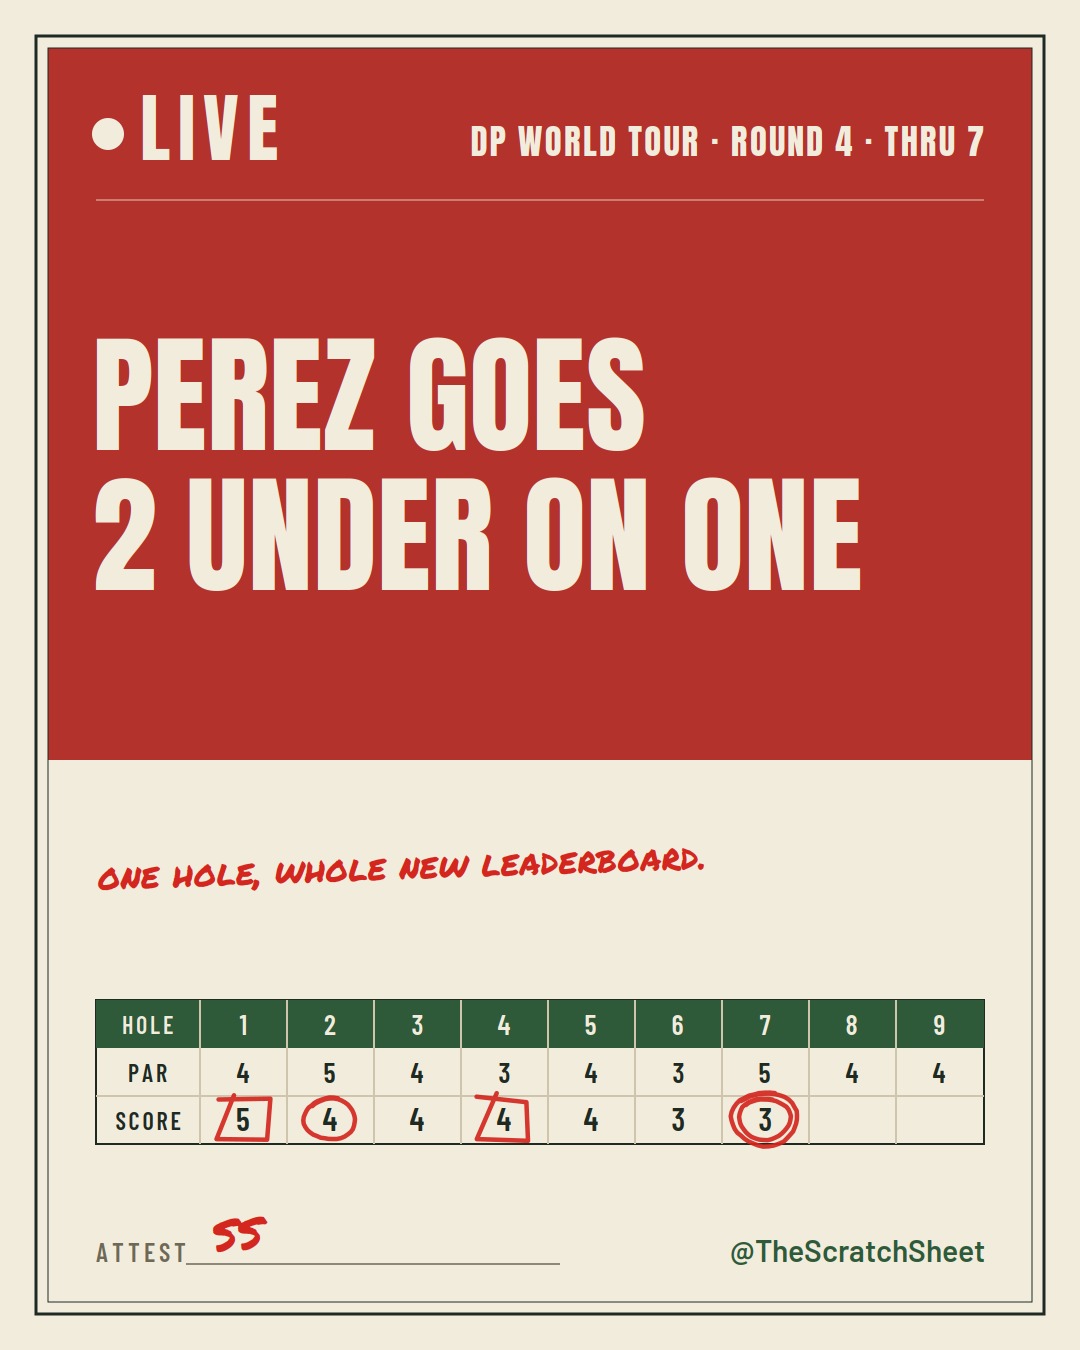 LIVE
DP WORLD TOUR · ROUND 4 · THRU 7
PEREZ GOES
2 UNDER ON ONE
ONE HOLE, WHOLE NEW LEADERBOARD.
HOLE 1 2 3 4 5 6 7 8 9
PAR 4 5 4 3 4 3 5 4 4
SCORE 5 4 4 4 4 3 3
ATTEST SS
@TheScratchSheet